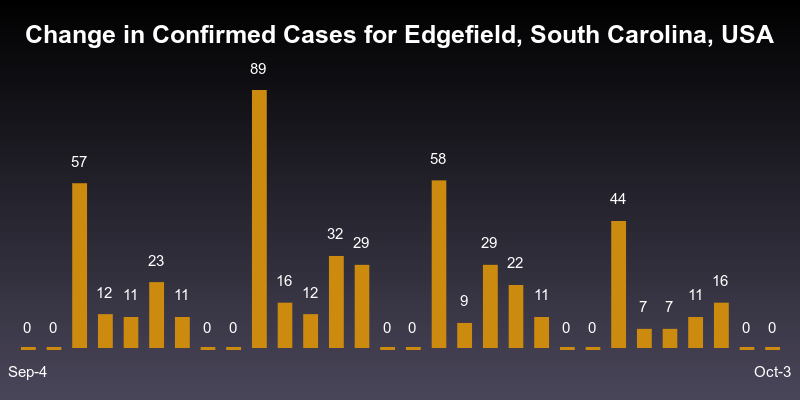 Change in Confirmed Cases for Edgefield, South Carolina, USA
0 0 57 12 11 23 11 0 0 89 16 12 32 29 0 0 58 9 29 22 11 0 0 44 7 7 11 16 0 0
Sep-4 Oct-3